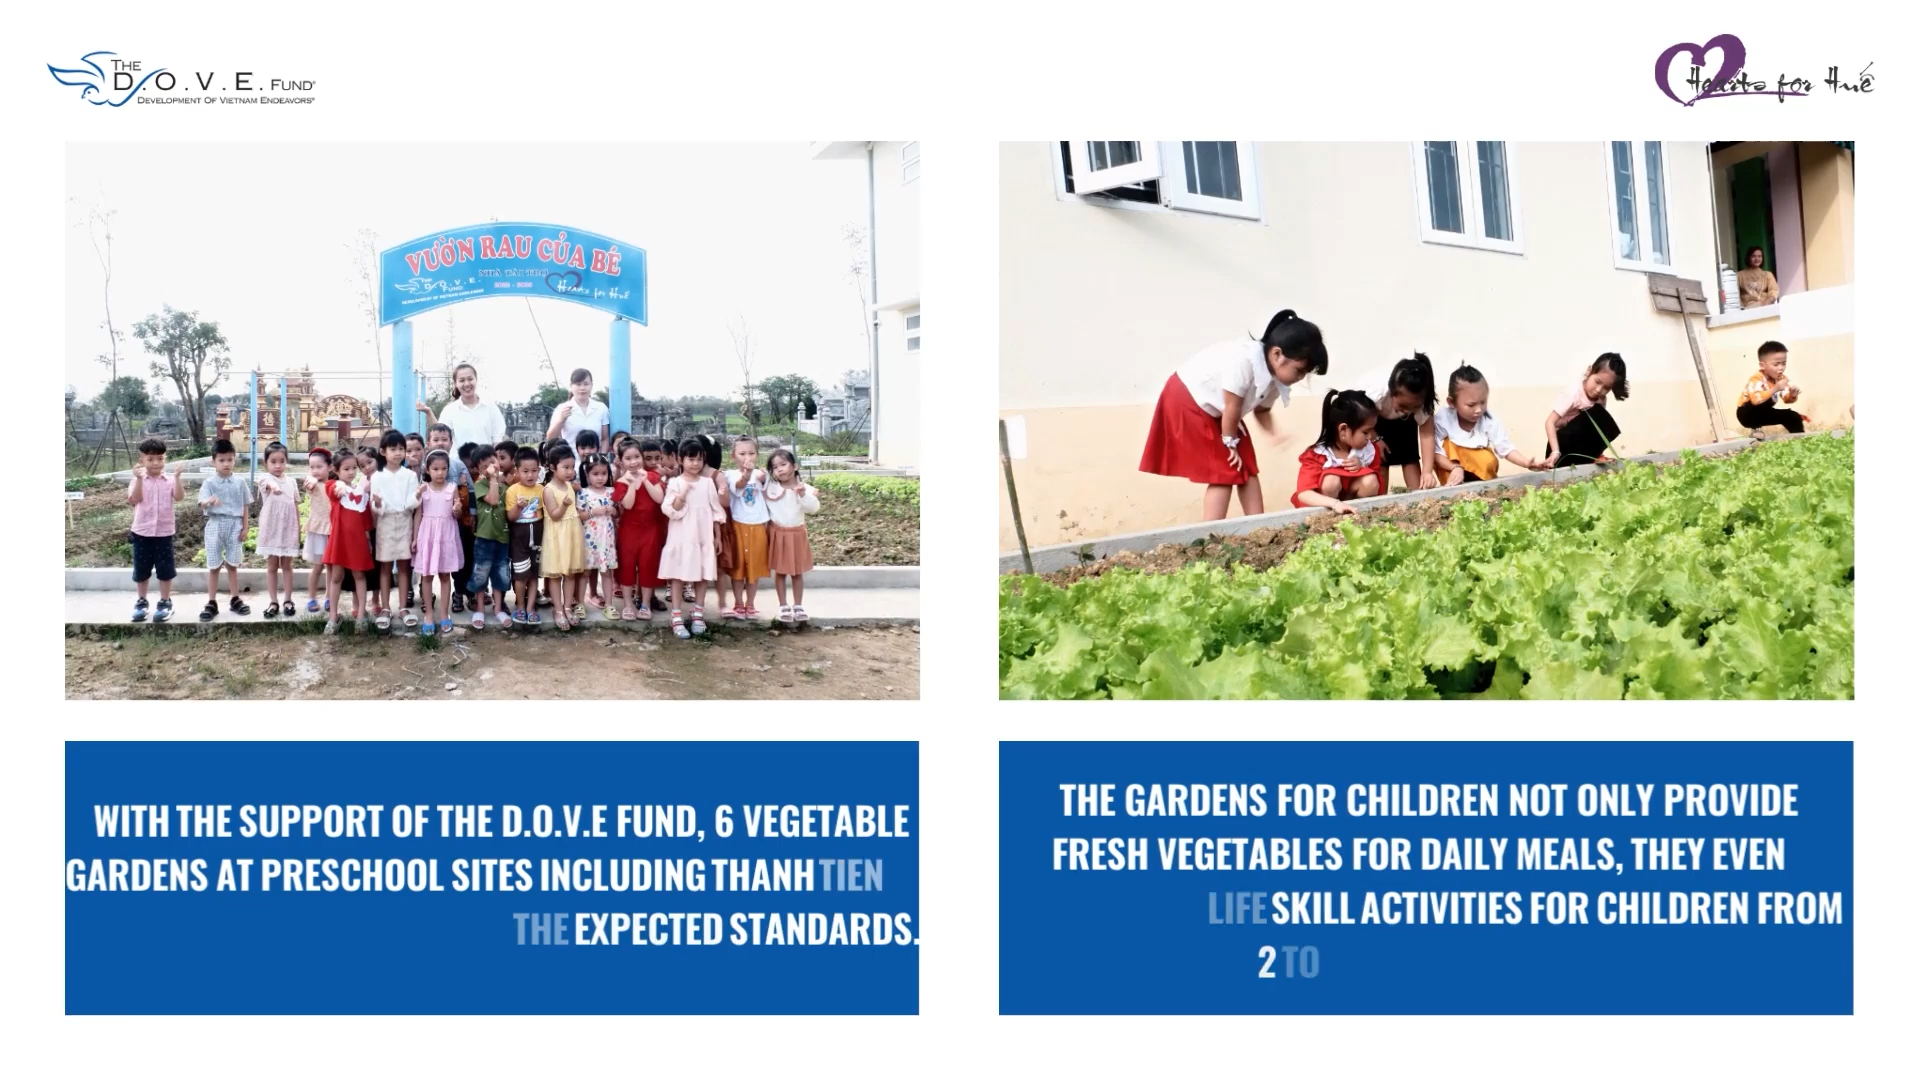 THE
D.O.V.E. FUND
DEVELOPMENT OF VIETNAM ENDEAVORS
Hearts for Huế
VƯỜN RAU CỦA BÉ
NHÀ TÀI TRỢ
D.O.V.E.
FUND
Hearts for Huế
WITH THE SUPPORT OF THE D.O.V.E FUND, 6 VEGETABLE
GARDENS AT PRESCHOOL SITES INCLUDING THANH TIEN
THE EXPECTED STANDARDS.
THE GARDENS FOR CHILDREN NOT ONLY PROVIDE
FRESH VEGETABLES FOR DAILY MEALS, THEY EVEN
LIFE SKILL ACTIVITIES FOR CHILDREN FROM
2 TO